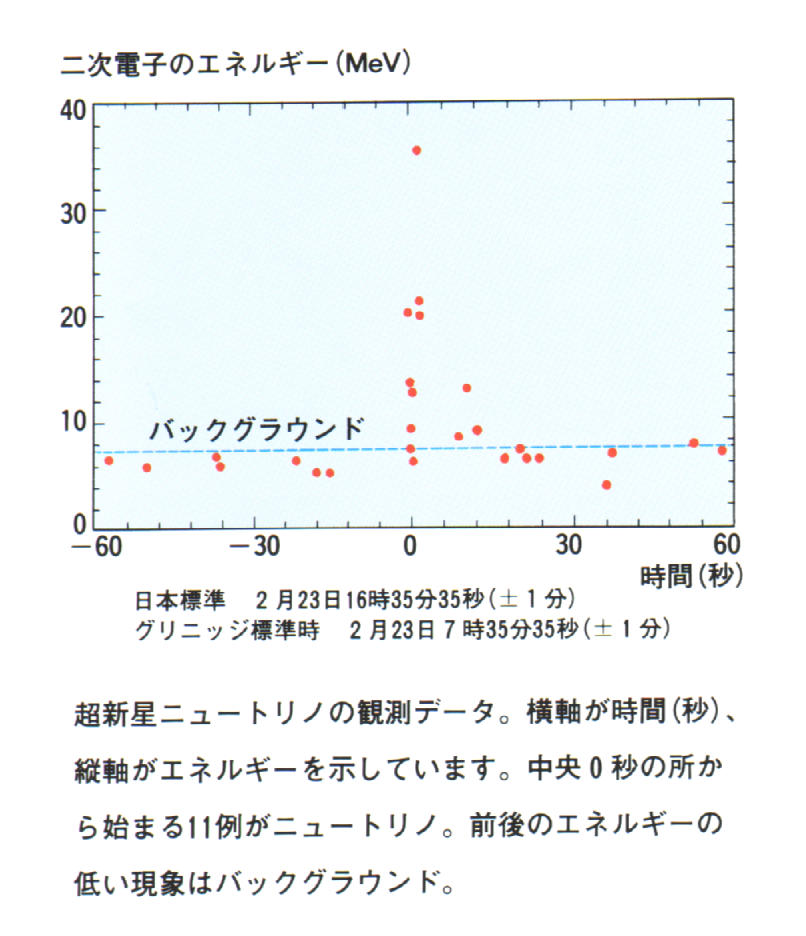 二次電子のエネルギー(MeV)
40
30
20
10
0
バックグラウンド
−60 −30 0 30 60
時間(秒)
日本標準 2月23日16時35分35秒(±1分)
グリニッジ標準時 2月23日7時35分35秒(±1分)
超新星ニュートリノの観測データ。横軸が時間(秒)、
縦軸がエネルギーを示しています。中央0秒の所か
ら始まる11例がニュートリノ。前後のエネルギーの
低い現象はバックグラウンド。